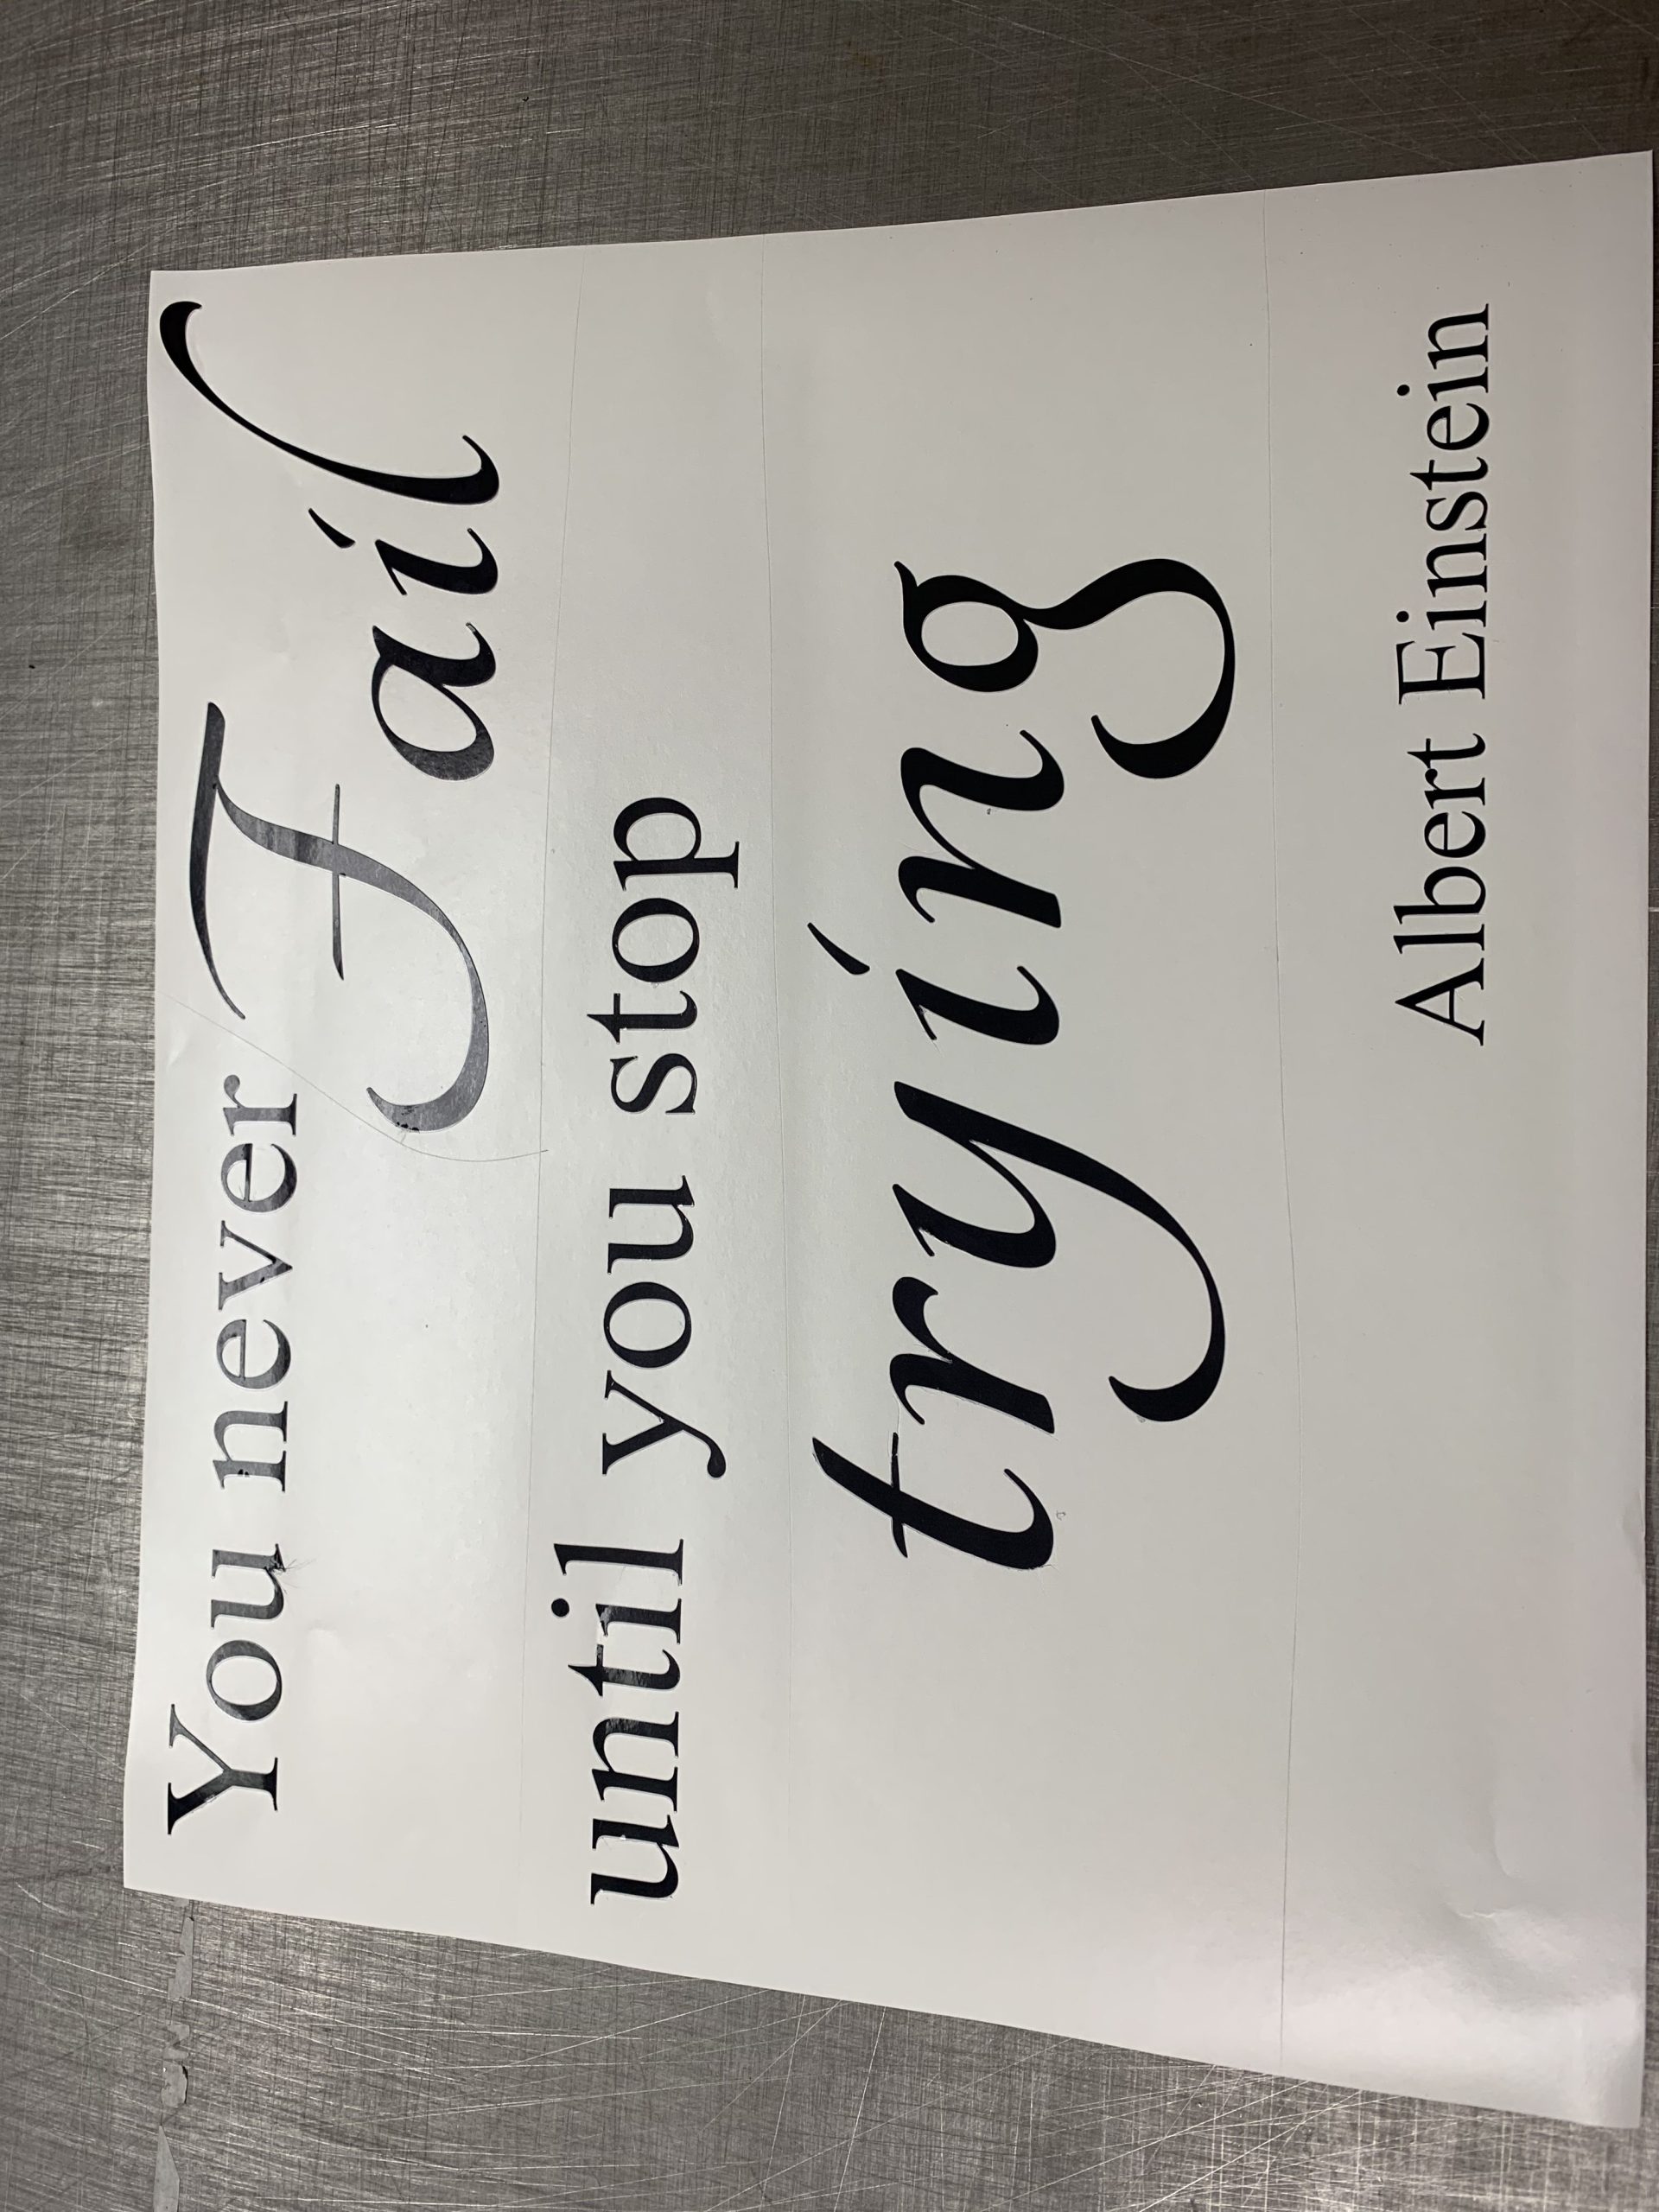 You never Fail
until you stop
trying
Albert Einstein